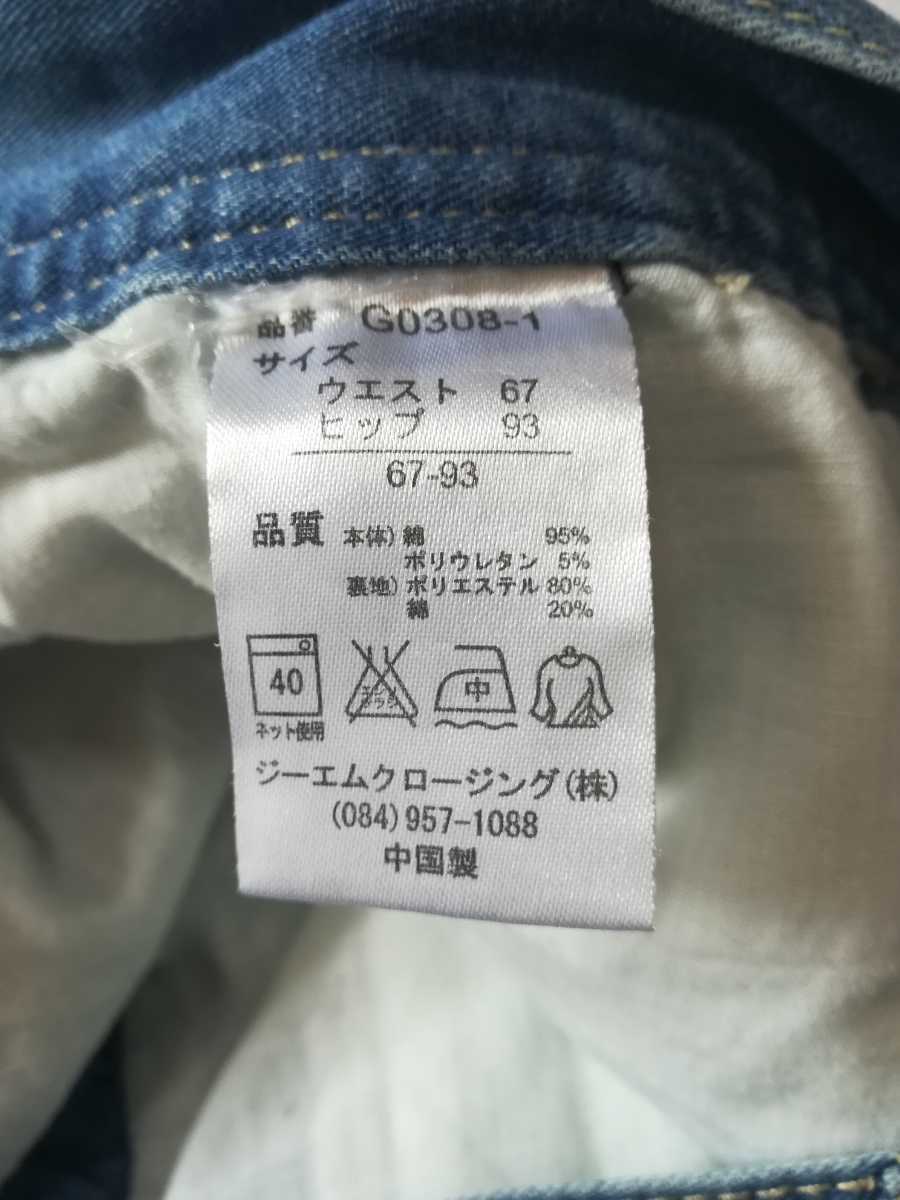 品番 G0308-1
サイズ
ウエスト 67
ヒップ 93
67-93
品質 本体) 綿 95%
ポリウレタン 5%
裏地) ポリエステル 80%
綿 20%
40 エンソ 中
ネット使用
ジーエムクロージング(株)
(084)957-1088
中国製